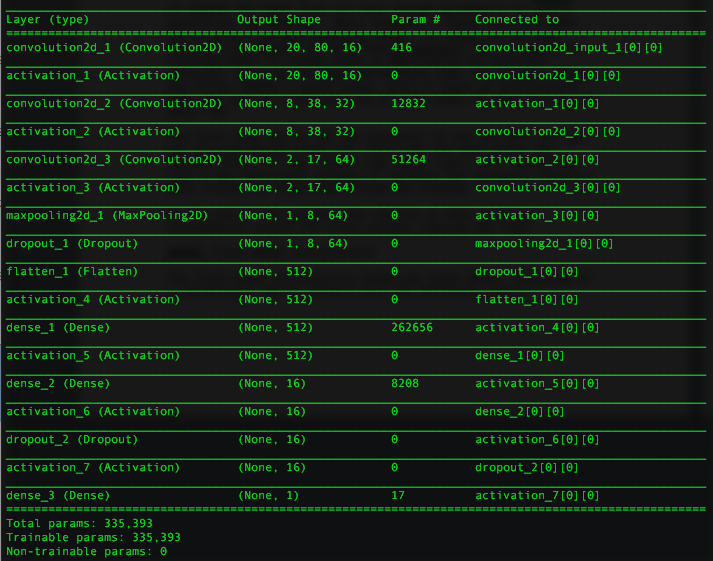 Layer (type) Output Shape Param # Connected to
convolution2d_1 (Convolution2D) (None, 20, 80, 16) 416 convolution2d_input_1[0][0]
activation_1 (Activation) (None, 20, 80, 16) 0 convolution2d_1[0][0]
convolution2d_2 (Convolution2D) (None, 8, 38, 32) 12832 activation_1[0][0]
activation_2 (Activation) (None, 8, 38, 32) 0 convolution2d_2[0][0]
convolution2d_3 (Convolution2D) (None, 2, 17, 64) 51264 activation_2[0][0]
activation_3 (Activation) (None, 2, 17, 64) 0 convolution2d_3[0][0]
maxpooling2d_1 (MaxPooling2D) (None, 1, 8, 64) 0 activation_3[0][0]
dropout_1 (Dropout) (None, 1, 8, 64) 0 maxpooling2d_1[0][0]
flatten_1 (Flatten) (None, 512) 0 dropout_1[0][0]
activation_4 (Activation) (None, 512) 0 flatten_1[0][0]
dense_1 (Dense) (None, 512) 262656 activation_4[0][0]
activation_5 (Activation) (None, 512) 0 dense_1[0][0]
dense_2 (Dense) (None, 16) 8208 activation_5[0][0]
activation_6 (Activation) (None, 16) 0 dense_2[0][0]
dropout_2 (Dropout) (None, 16) 0 activation_6[0][0]
activation_7 (Activation) (None, 16) 0 dropout_2[0][0]
dense_3 (Dense) (None, 1) 17 activation_7[0][0]
Total params: 335,393
Trainable params: 335,393
Non-trainable params: 0